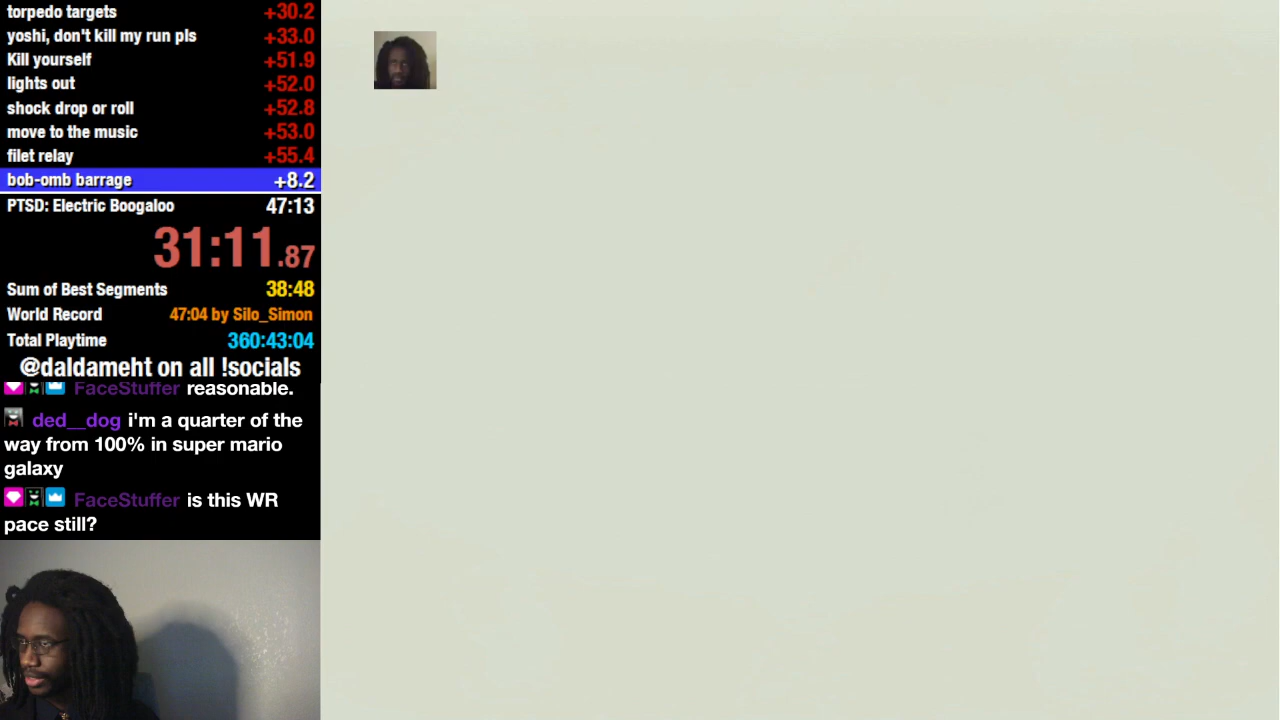 torpedo targets +30.2
yoshi, don't kill my run pls +33.0
Kill yourself +51.9
lights out +52.0
shock drop or roll +52.8
move to the music +53.0
filet relay +55.4
bob-omb barrage +8.2
PTSD: Electric Boogaloo 47:13
31:11.87
Sum of Best Segments 38:48
World Record 47:04 by Silo_Simon
Total Playtime 360:43:04
@daldameht on all !socials
FaceStuffer reasonable.
ded__dog i'm a quarter of the
way from 100% in super mario
galaxy
FaceStuffer is this WR
pace still?